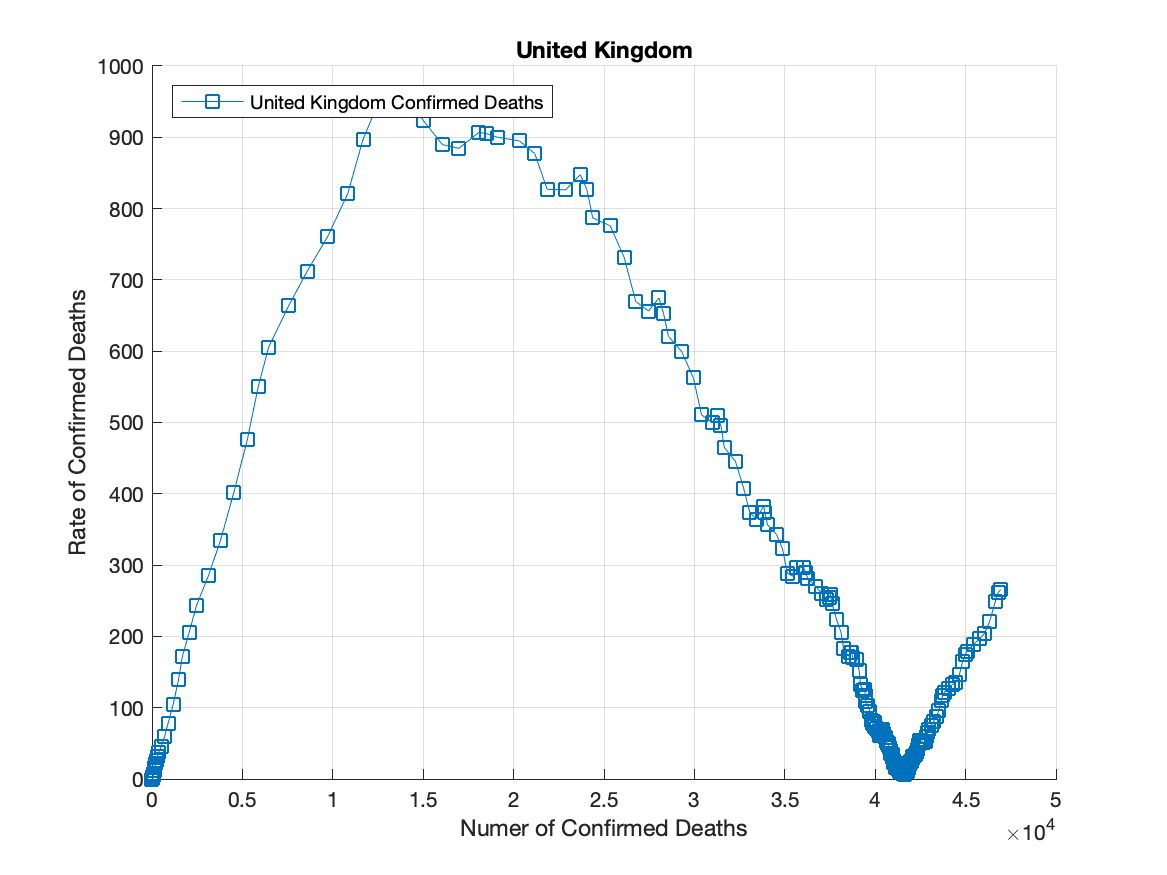 United Kingdom
United Kingdom Confirmed Deaths
Rate of Confirmed Deaths
1000
900
800
700
600
500
400
300
200
100
0
0 0.5 1 1.5 2 2.5 3 3.5 4 4.5 5
×10⁴
Numer of Confirmed Deaths